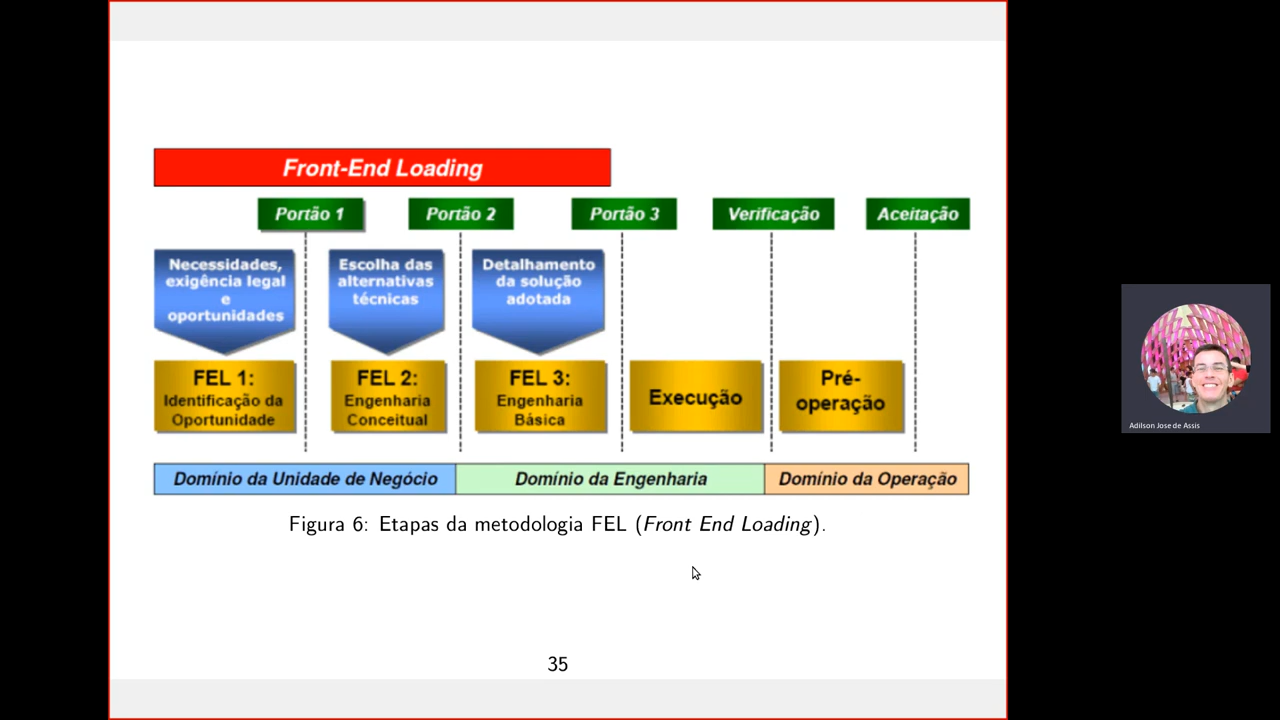 Front-End Loading
Portão 1
Portão 2
Portão 3
Verificação
Aceitação
Necessidades,
exigência legal
e
oportunidades
Escolha das
alternativas
técnicas
Detalhamento
da solução
adotada
FEL 1:
Identificação da
Oportunidade
FEL 2:
Engenharia
Conceitual
FEL 3:
Engenharia
Básica
Execução
Pré-
operação
Domínio da Unidade de Negócio
Domínio da Engenharia
Domínio da Operação
Figura 6: Etapas da metodologia FEL (Front End Loading).
35
Adilson Jose de Assis